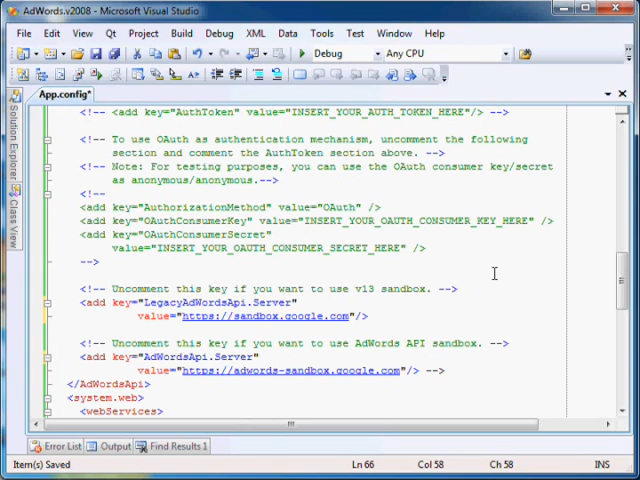 AdWords.v2008 - Microsoft Visual Studio
File Edit View Qt Project Build Debug XML Data Tools Test Window Help
Debug Any CPU
App.config*
Solution Explorer
Class View
<!-- <add key="AuthToken" value="INSERT_YOUR_AUTH_TOKEN_HERE"/> -->
<!-- To use OAuth as authentication mechanism, uncomment the following
section and comment the AuthToken section above. -->
<!-- Note: For testing purposes, you can use the OAuth consumer key/secret
as anonymous/anonymous.-->
<!--
<add key="AuthorizationMethod" value="OAuth" />
<add key="OAuthConsumerKey" value="INSERT_YOUR_OAUTH_CONSUMER_KEY_HERE" />
<add key="OAuthConsumerSecret"
value="INSERT_YOUR_OAUTH_CONSUMER_SECRET_HERE" />
-->
<!-- Uncomment this key if you want to use v13 sandbox. -->
<add key="LegacyAdWordsApi.Server"
value="https://sandbox.google.com"/>
<!-- Uncomment this key if you want to use AdWords API sandbox. -->
<add key="AdWordsApi.Server"
value="https://adwords-sandbox.google.com"/> -->
</AdWordsApi>
<system.web>
<webServices>
Error List Output Find Results 1
Item(s) Saved Ln 66 Col 58 Ch 58 INS